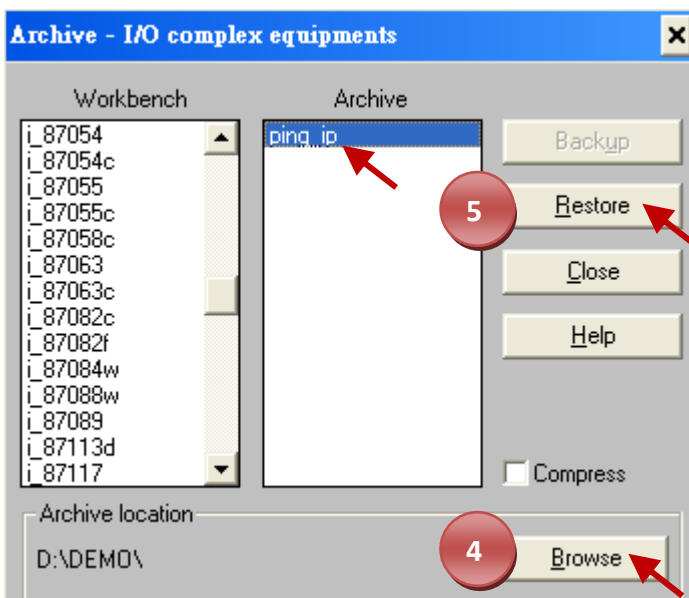 Archive - I/O complex equipments
Workbench
Archive
i_87054
i_87054c
i_87055
i_87055c
i_87058c
i_87063
i_87063c
i_87082c
i_87082f
i_87084w
i_87088w
i_87089
i_87113d
i_87117
ping_ip
Backup
5
Restore
Close
Help
Compress
Archive location
D:\DEMO\
4
Browse